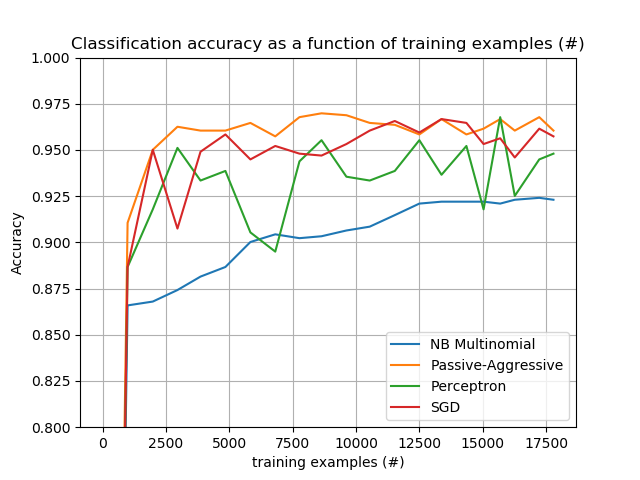 Classification accuracy as a function of training examples (#)
1.000
0.975
0.950
0.925
0.900
0.875
0.850
0.825
0.800
Accuracy
NB Multinomial
Passive-Aggressive
Perceptron
SGD
0 2500 5000 7500 10000 12500 15000 17500
training examples (#)